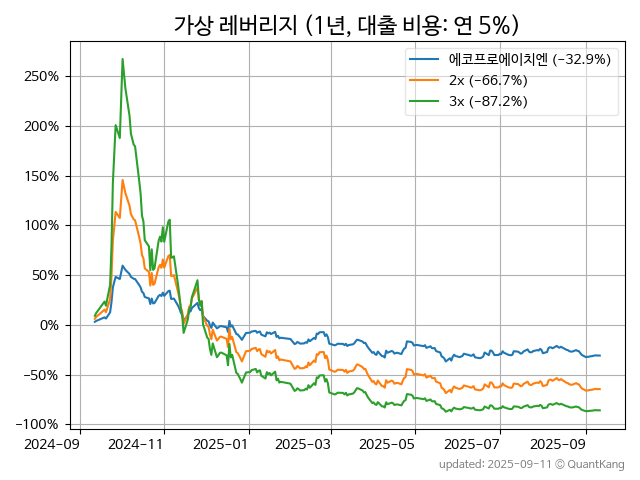 가상 레버리지 (1년, 대출 비용: 연 5%)
에코프로에이치엔 (-32.9%)
2x (-66.7%)
3x (-87.2%)
250%
200%
150%
100%
50%
0%
-50%
-100%
2024-09 2024-11 2025-01 2025-03 2025-05 2025-07 2025-09
updated: 2025-09-11 © QuantKang